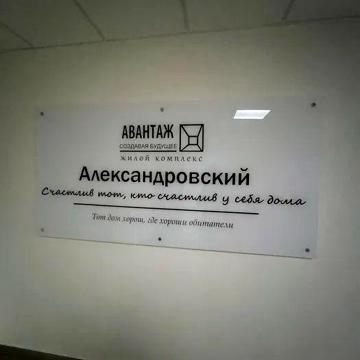 АВАНТАЖ
СОЗДАВАЯ БУДУЩЕЕ
жилой комплекс
Александровский
Счастлив тот, кто счастлив у себя дома
Тот дом хорош, где хороши обитатели